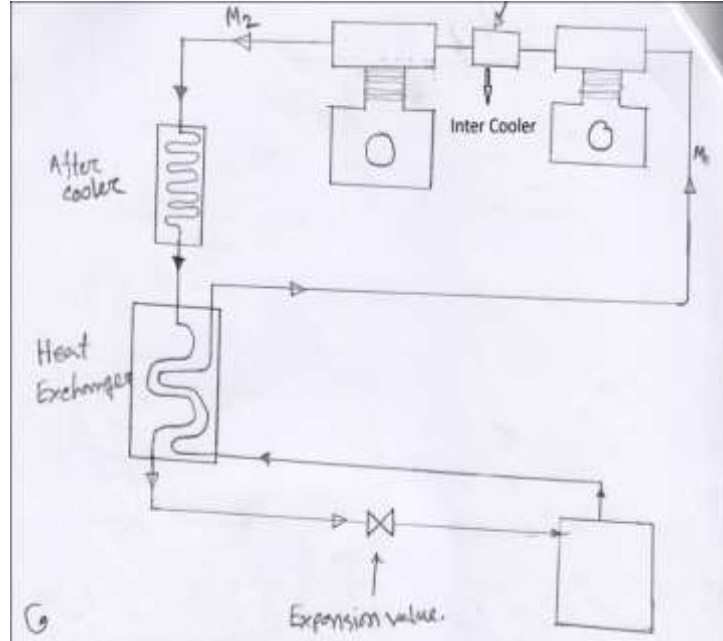 M2
Inter Cooler
After
cooler
M1
Heat
Exchanger
Expansion value.
G